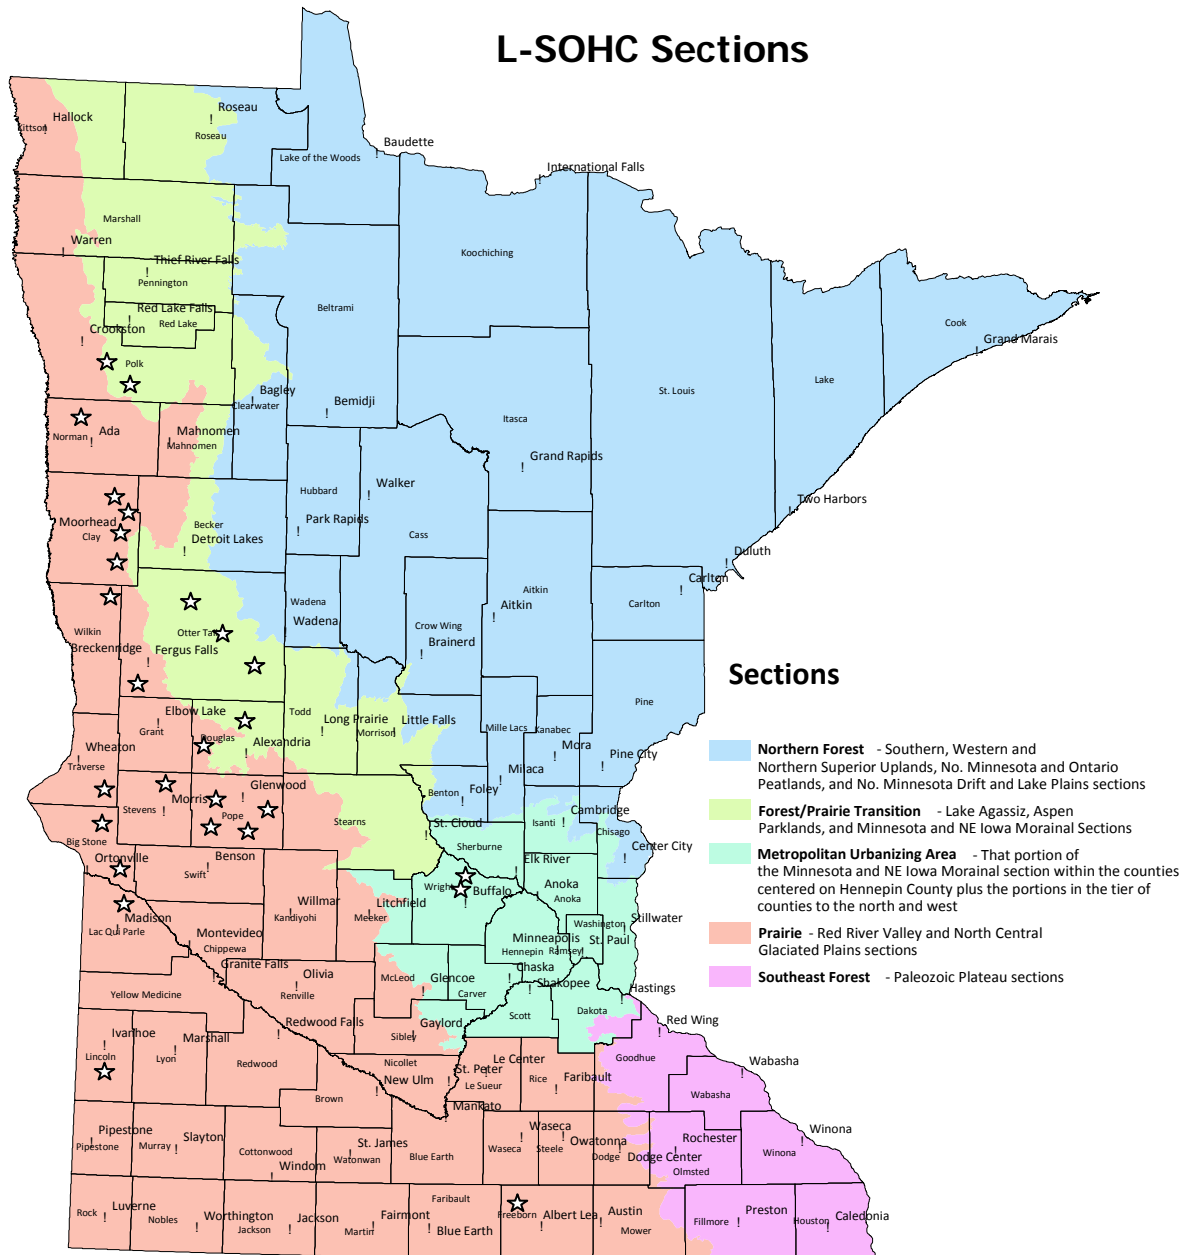 L-SOHC Sections
Hallock
Kittson
Roseau
Roseau
Lake of the Woods
Baudette
International Falls
Marshall
Warren
Koochiching
Thief River Falls
Pennington
Red Lake Falls
Red Lake
Crookston
Polk
Beltrami
Cook
Grand Marais
Lake
St. Louis
Bagley
Clearwater
Bemidji
Itasca
Grand Rapids
Norman
Ada
Mahnomen
Mahnomen
Walker
Hubbard
Park Rapids
Cass
Two Harbors
Moorhead
Clay
Becker
Detroit Lakes
Duluth
Carlton
Carlton
Aitkin
Aitkin
Wadena
Wadena
Crow Wing
Brainerd
Wilkin
Breckenridge
Otter Tail
Fergus Falls
Pine
Elbow Lake
Grant
Douglas
Alexandria
Todd
Long Prairie
Morrison
Little Falls
Mille Lacs
Kanabec
Mora
Pine City
Wheaton
Traverse
Milaca
Benton
Foley
Stevens
Morris
Glenwood
Pope
Stearns
St. Cloud
Isanti
Cambridge
Chisago
Center City
Big Stone
Ortonville
Benson
Swift
Sherburne
Elk River
Wright
Buffalo
Anoka
Anoka
Litchfield
Meeker
Willmar
Kandiyohi
Madison
Lac Qui Parle
Montevideo
Chippewa
Granite Falls
Minneapolis
Hennepin
Ramsey
Washington
Stillwater
St. Paul
Chaska
Shakopee
Olivia
Renville
McLeod
Glencoe
Carver
Yellow Medicine
Hastings
Dakota
Scott
Gaylord
Sibley
Redwood Falls
Red Wing
Ivanhoe
Lincoln
Marshall
Lyon
Redwood
Nicollet
New Ulm
Brown
St. Peter
Le Center
Le Sueur
Rice
Faribault
Goodhue
Wabasha
Wabasha
Mankato
Pipestone
Pipestone
Murray
Slayton
Cottonwood
Windom
St. James
Watonwan
Blue Earth
Waseca
Waseca
Steele
Owatonna
Dodge
Dodge Center
Rochester
Olmsted
Winona
Winona
Rock
Luverne
Nobles
Worthington
Jackson
Jackson
Martin
Fairmont
Faribault
Blue Earth
Freeborn
Albert Lea
Austin
Mower
Fillmore
Preston
Houston
Caledonia
Sections
Northern Forest - Southern, Western and
Northern Superior Uplands, No. Minnesota and Ontario
Peatlands, and No. Minnesota Drift and Lake Plains sections
Forest/Prairie Transition - Lake Agassiz, Aspen
Parklands, and Minnesota and NE Iowa Morainal Sections
Metropolitan Urbanizing Area - That portion of
the Minnesota and NE Iowa Morainal section within the counties
centered on Hennepin County plus the portions in the tier of
counties to the north and west
Prairie - Red River Valley and North Central
Glaciated Plains sections
Southeast Forest - Paleozoic Plateau sections